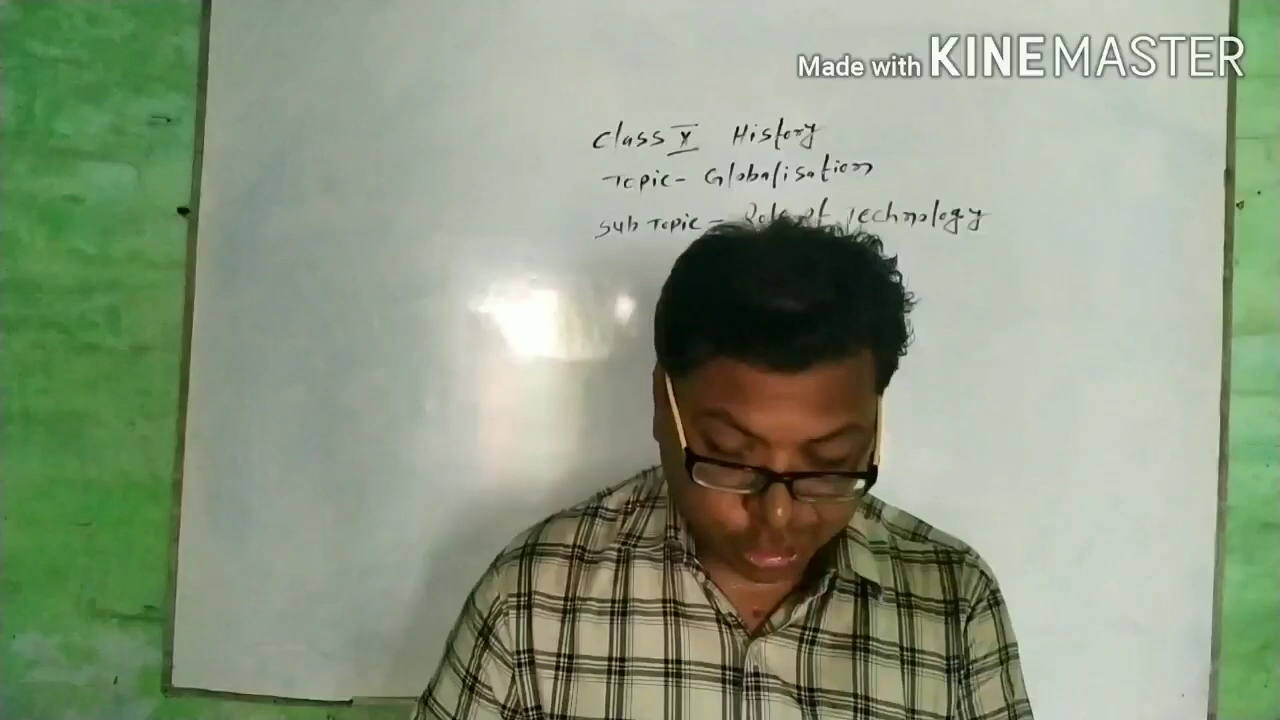 Made with KINEMASTER
Class X History
Topic- Globalisation
Sub Topic - Role of Technology